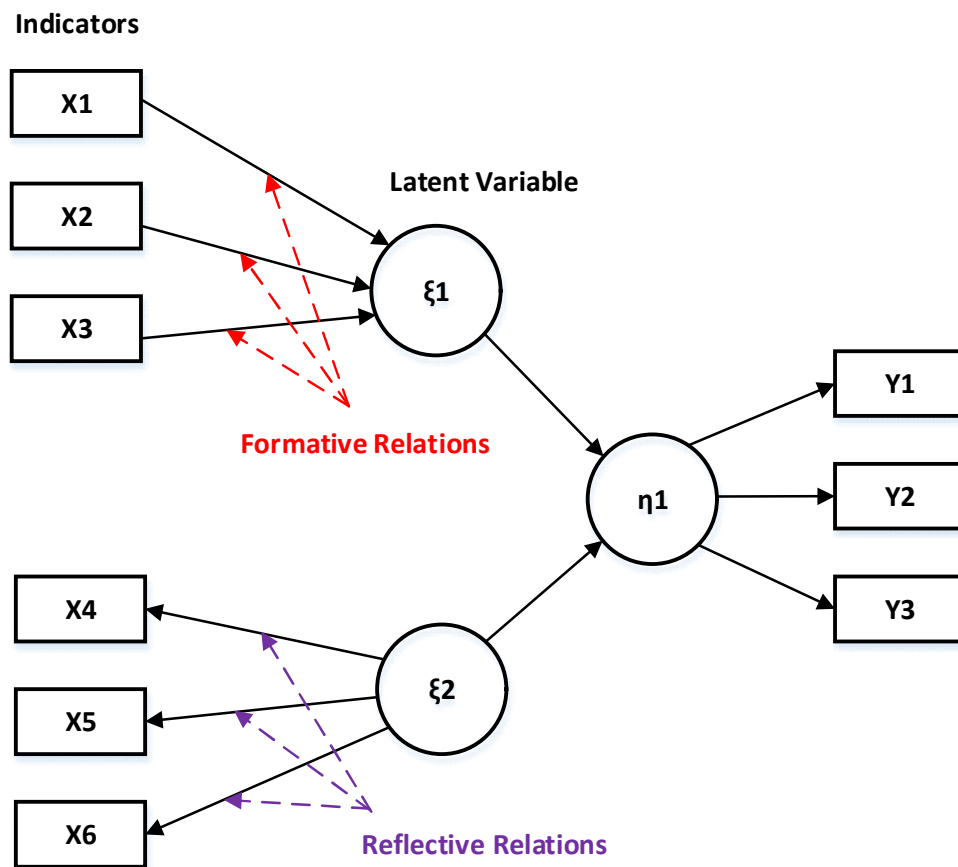 Indicators
X1
X2
X3
Latent Variable
ξ1
Formative Relations
η1
Y1
Y2
Y3
X4
X5
X6
ξ2
Reflective Relations